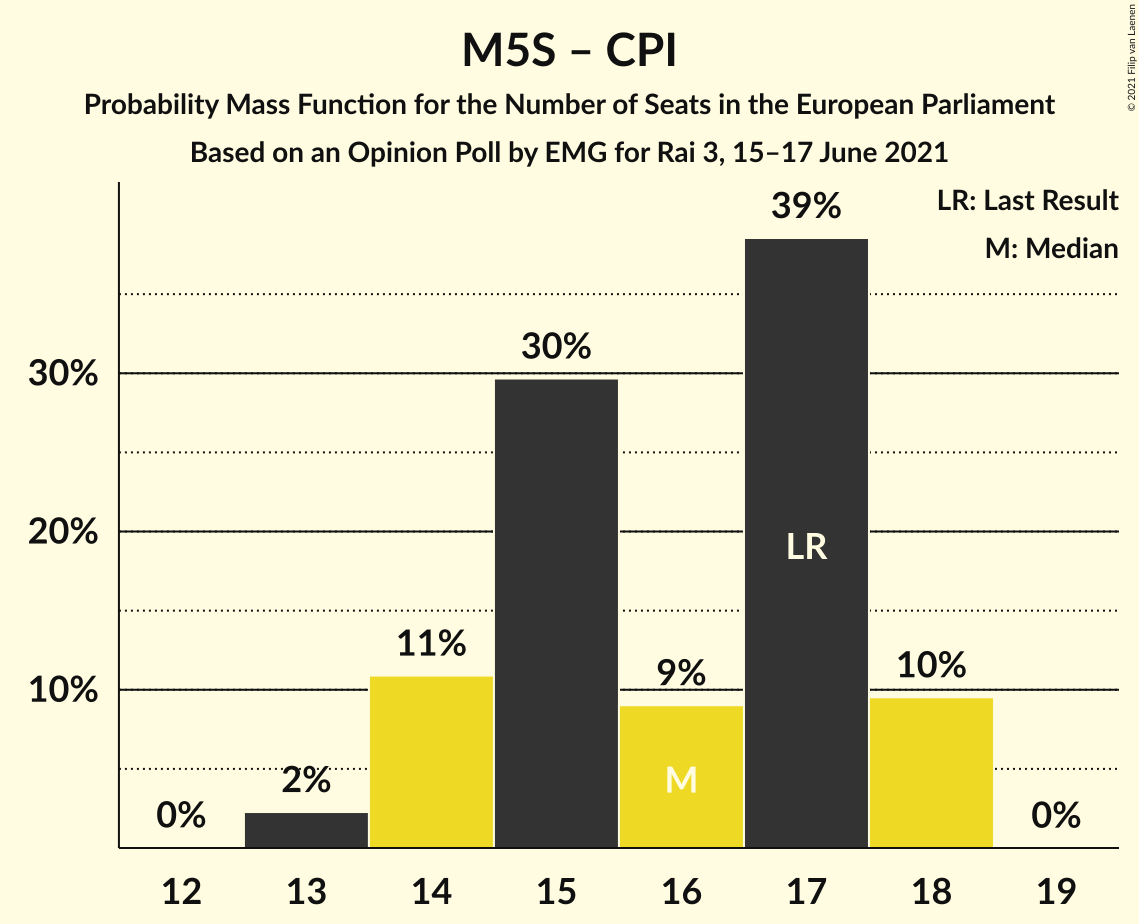 M5S – CPI
Probability Mass Function for the Number of Seats in the European Parliament
Based on an Opinion Poll by EMG for Rai 3, 15–17 June 2021
© 2021 Filip van Laenen
LR: Last Result
M: Median
39%
30%
30%
20%
LR
11%
10%
9%
10%
M
2%
0%
0%
12 13 14 15 16 17 18 19